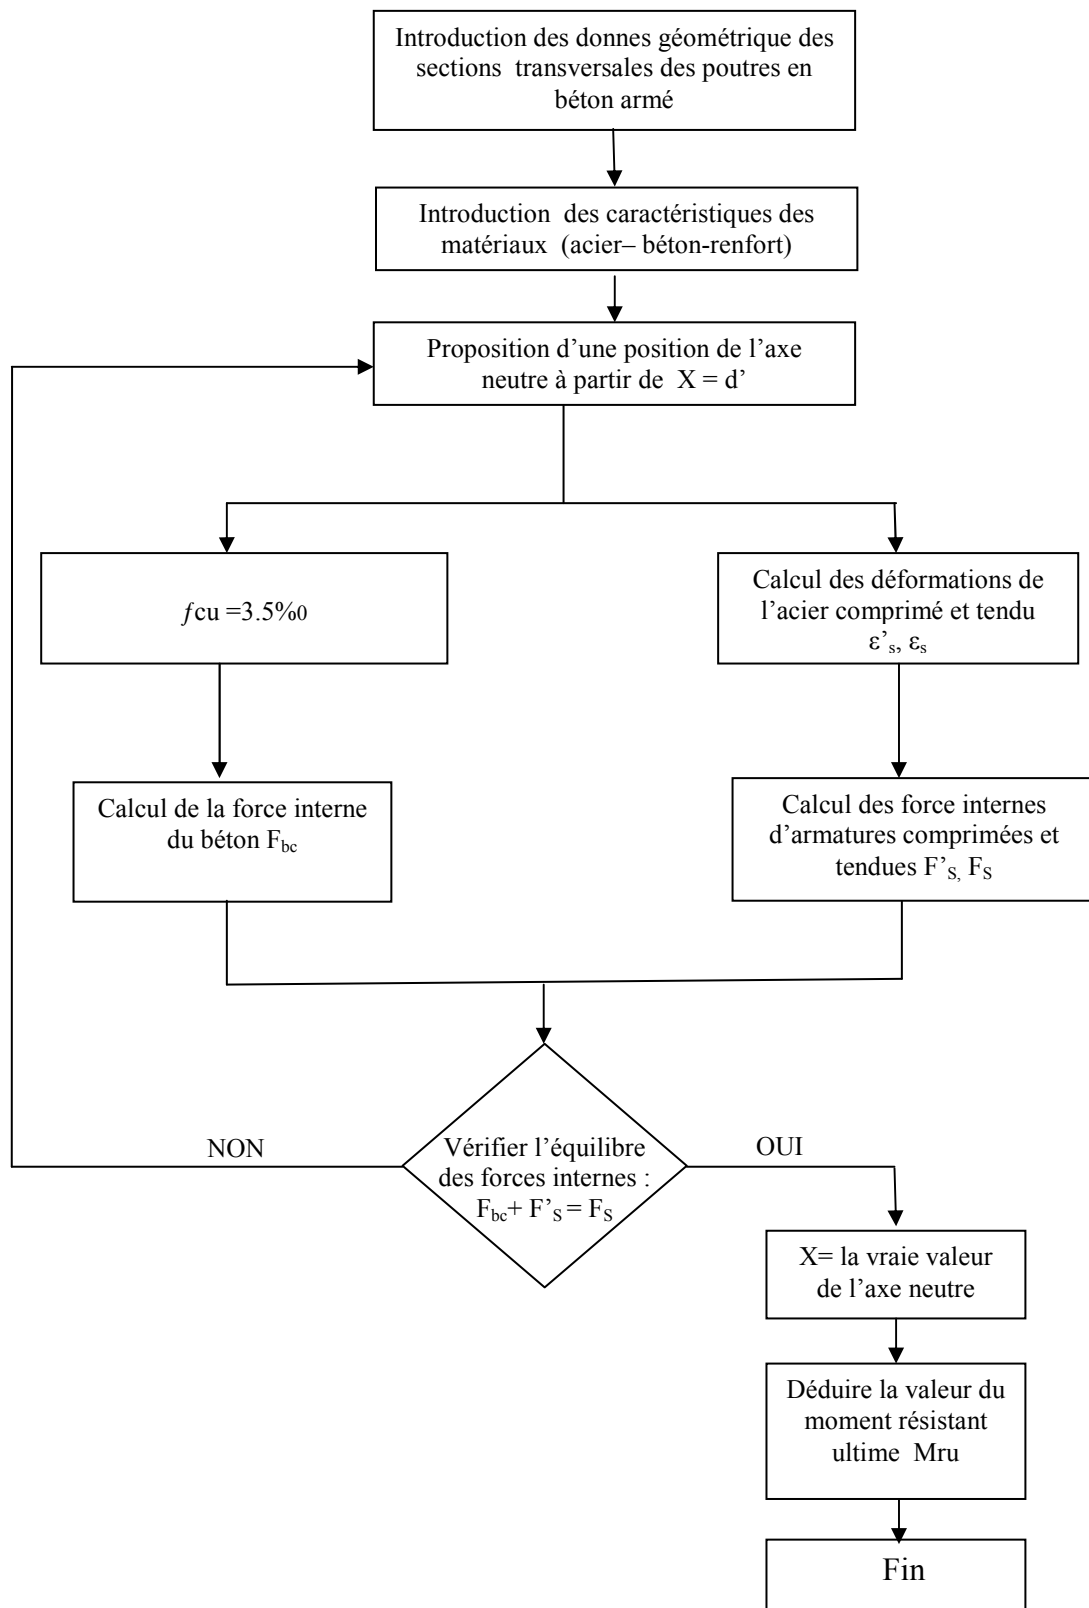 Introduction des donnes géométrique des
sections transversales des poutres en
béton armé
Introduction des caractéristiques des
matériaux (acier– béton-renfort)
Proposition d’une position de l’axe
neutre à partir de X = d’
ƒcu =3.5%0
Calcul des déformations de
l’acier comprimé et tendu
ε’s, εs
Calcul de la force interne
du béton Fbc
Calcul des force internes
d’armatures comprimées et
tendues F’S, FS
NON
Vérifier l’équilibre
des forces internes :
Fbc+ F’S = FS
OUI
X= la vraie valeur
de l’axe neutre
Déduire la valeur du
moment résistant
ultime Mru
Fin